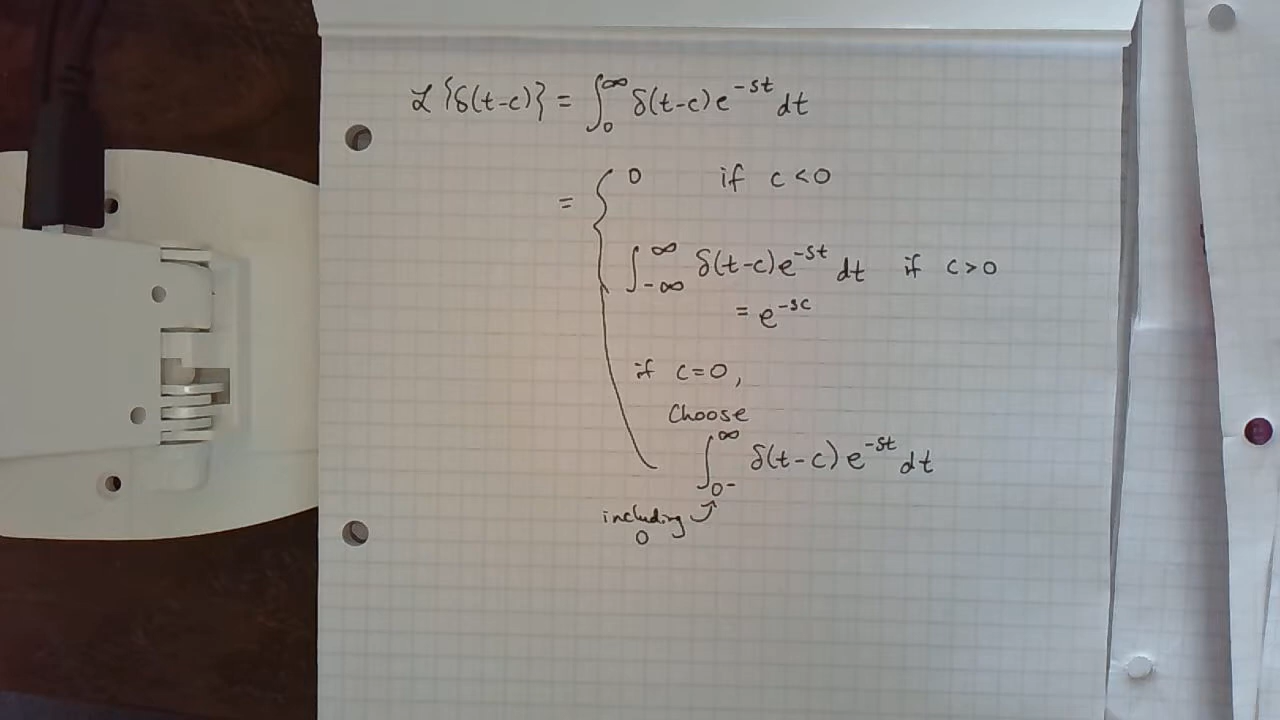 ℒ{δ(t-c)} = ∫₀^∞ δ(t-c)e^{-st} dt
= { 0 if c<0
∫_{-∞}^{∞} δ(t-c)e^{-st} dt if c>0
= e^{-sc}
if c=0,
Choose
∫_{0-}^{∞} δ(t-c)e^{-st} dt
including
0